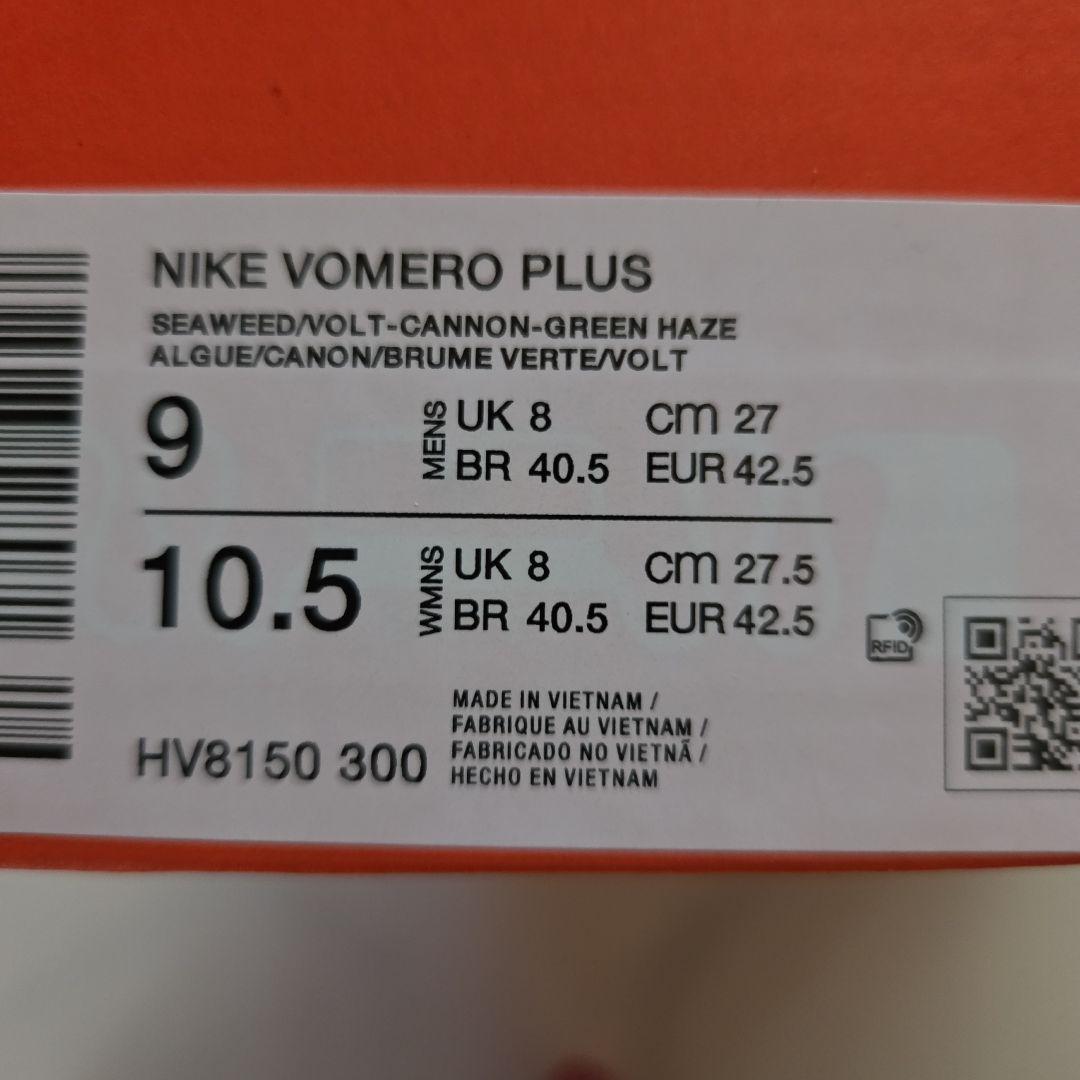 NIKE VOMERO PLUS
SEAWEED/VOLT-CANNON-GREEN HAZE
ALGUE/CANON/BRUME VERTE/VOLT
9 MENS UK 8 CM 27
BR 40.5 EUR 42.5
10.5 WMNS UK 8 CM 27.5
BR 40.5 EUR 42.5
RFID
MADE IN VIETNAM /
FABRIQUE AU VIETNAM /
FABRICADO NO VIETNÃ /
HECHO EN VIETNAM
HV8150 300